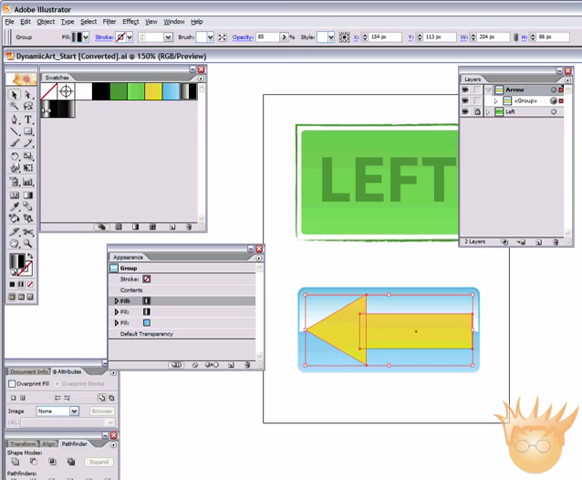 Adobe Illustrator
File Edit Object Type Select Filter Effect View Window Help
Group Fill: Stroke: Brush: Opacity: 85 % Style: X: 154 px Y: 113 px W: 204 px H: 86 px
DynamicArt_Start [Converted].ai @ 150% (RGB/Preview)
Swatches
Layers
Arrow
<Group>
Left
2 Layers
LEFT
Appearance
Group
Stroke:
Contents
Fill:
Fill:
Fill:
Default Transparency
Document Info Attributes
Overprint Fill Overprint Stroke
Image: None Browser
URL:
Transform Align Pathfinder
Shape Modes:
Expand
Pathfinders: